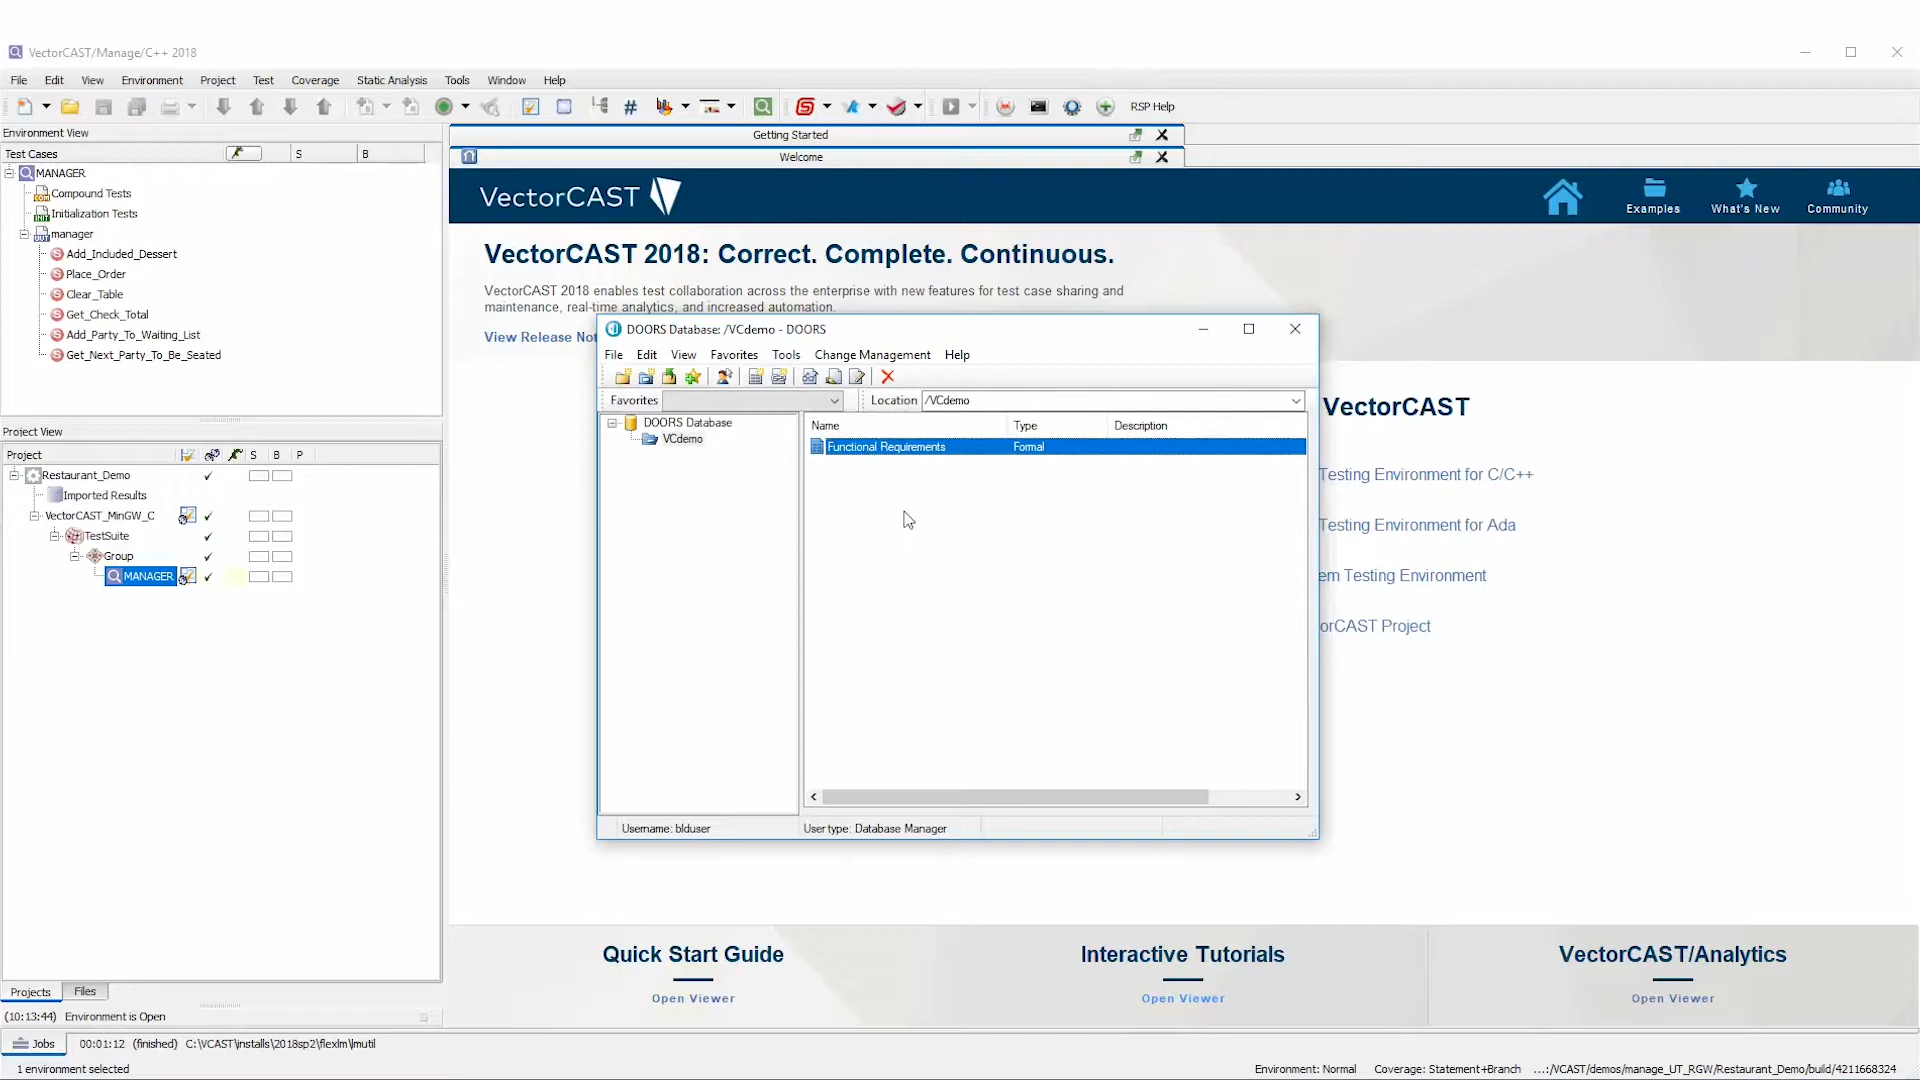 VectorCAST/Manage/C++ 2018
File Edit View Environment Project Test Coverage Static Analysis Tools Window Help
RSP Help
Environment View
Test Cases S B
MANAGER
Compound Tests
Initialization Tests
manager
Add_Included_Dessert
Place_Order
Clear_Table
Get_Check_Total
Add_Party_To_Waiting_List
Get_Next_Party_To_Be_Seated
Project View
Project S B P
Restaurant_Demo
Imported Results
VectorCAST_MinGW_C
TestSuite
Group
MANAGER
Projects Files
(10:13:44) Environment is Open
Jobs 00:01:12 (finished) C:\VCAST\installs\2018sp2\flexlm\lmutil
1 environment selected
Getting Started
Welcome
VectorCAST
Examples What's New Community
VectorCAST 2018: Correct. Complete. Continuous.
VectorCAST 2018 enables test collaboration across the enterprise with new features for test case sharing and
maintenance, real-time analytics, and increased automation.
View Release Not
DOORS Database: /VCdemo - DOORS
File Edit View Favorites Tools Change Management Help
Favorites Location /VCdemo
DOORS Database
VCdemo
Name Type Description
Functional Requirements Formal
Username: blduser User type: Database Manager
VectorCAST
Testing Environment for C/C++
Testing Environment for Ada
em Testing Environment
orCAST Project
Quick Start Guide
Open Viewer
Interactive Tutorials
Open Viewer
VectorCAST/Analytics
Open Viewer
Environment: Normal Coverage: Statement+Branch ...:/VCAST/demos/manage_UT_RGW/Restaurant_Demo/build/4211668324